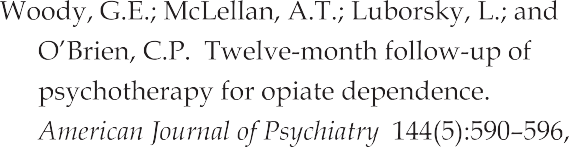 Woody, G.E.; McLellan, A.T.; Luborsky, L.; and
O’Brien, C.P. Twelve-month follow-up of
psychotherapy for opiate dependence.
American Journal of Psychiatry 144(5):590–596,